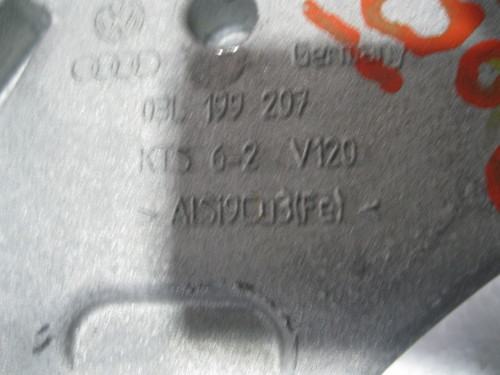 Germany
03L 199 207
KTS 6-2 V120
> AlSi9Cu3(Fe) <